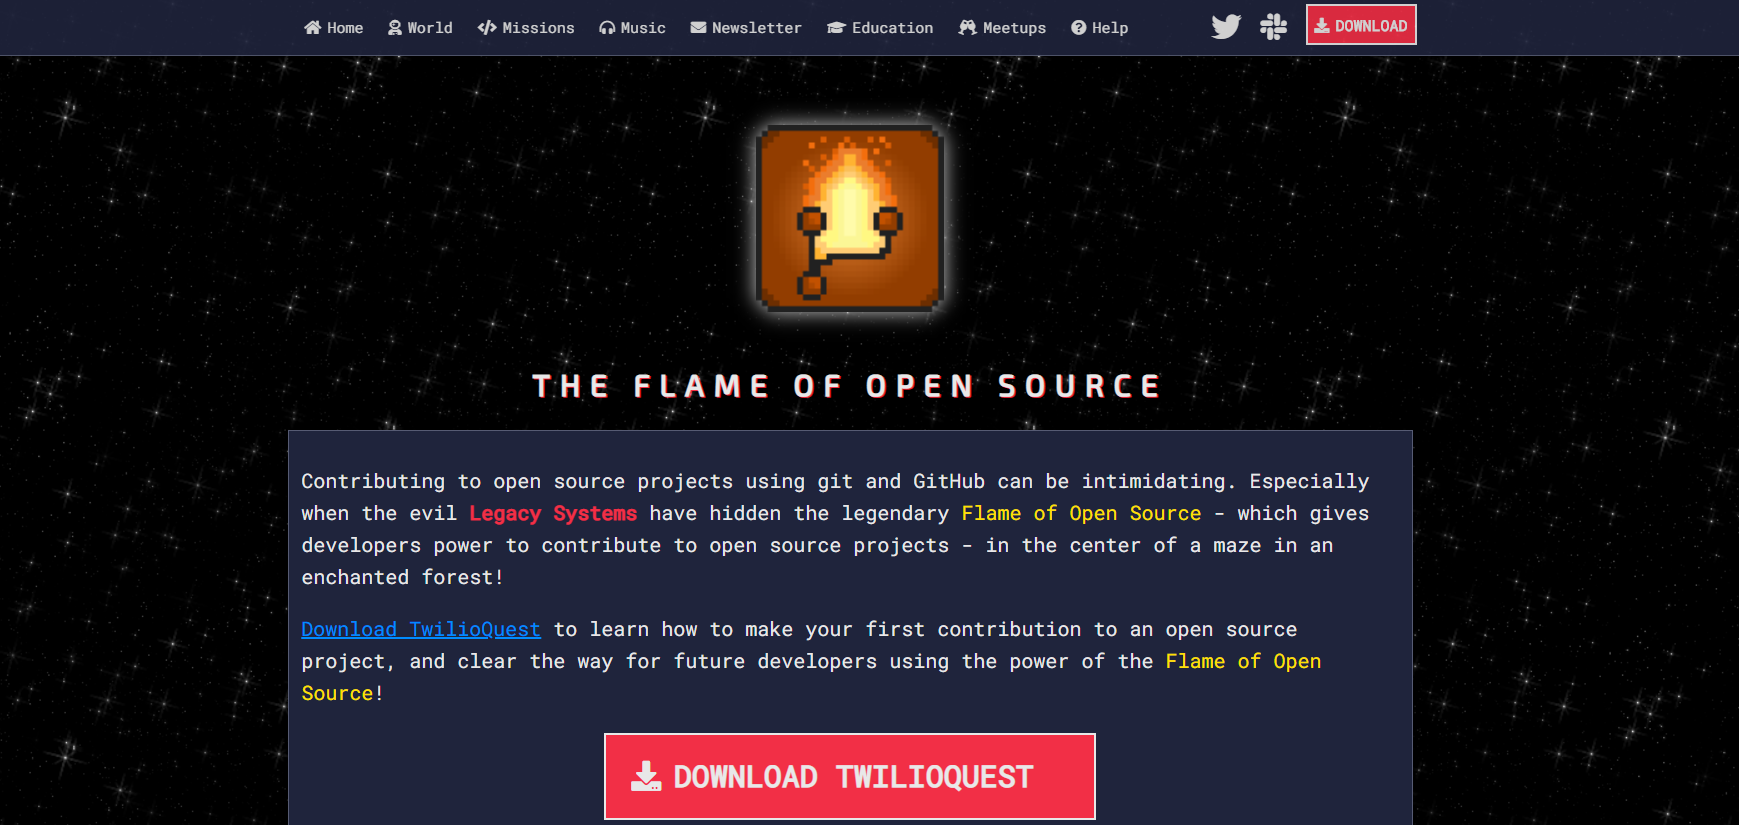 Home World Missions Music Newsletter Education Meetups Help DOWNLOAD
THE FLAME OF OPEN SOURCE
Contributing to open source projects using git and GitHub can be intimidating. Especially
when the evil Legacy Systems have hidden the legendary Flame of Open Source - which gives
developers power to contribute to open source projects - in the center of a maze in an
enchanted forest!
Download TwilioQuest to learn how to make your first contribution to an open source
project, and clear the way for future developers using the power of the Flame of Open
Source!
DOWNLOAD TWILIOQUEST